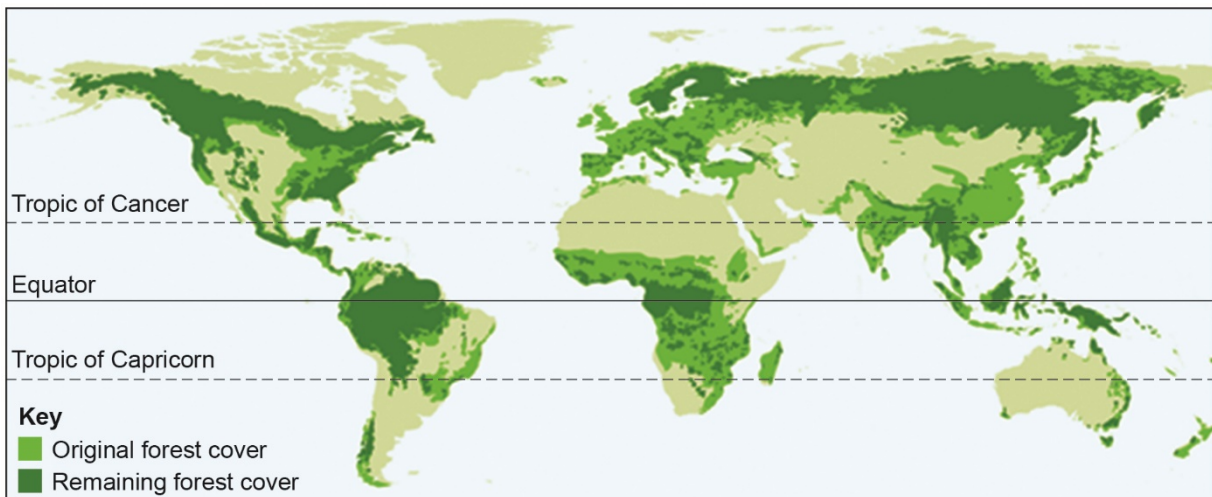 Tropic of Cancer
Equator
Tropic of Capricorn
Key
Original forest cover
Remaining forest cover